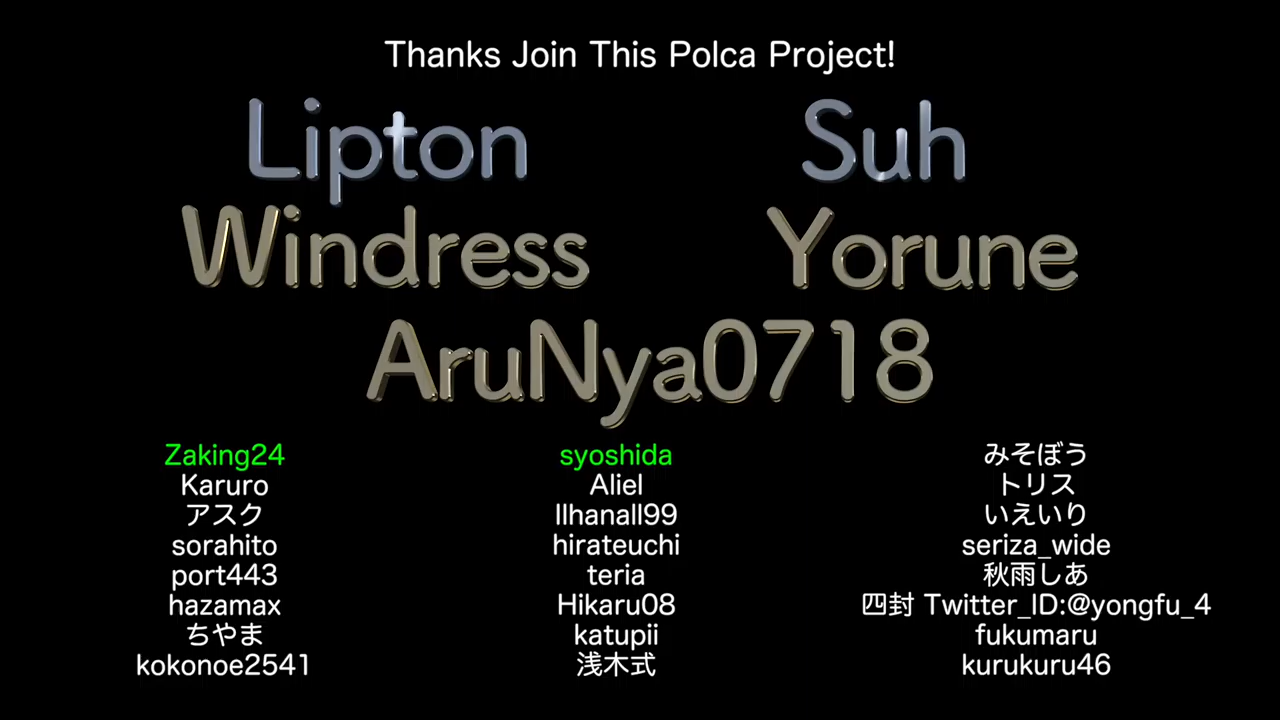 Thanks Join This Polca Project!
Lipton Suh
Windress Yorune
AruNya0718
Zaking24 syoshida みそぼう
Karuro Aliel トリス
アスク llhanall99 いえいり
sorahito hirateuchi seriza_wide
port443 teria 秋雨しあ
hazamax Hikaru08 四封 Twitter_ID:@yongfu_4
ちやま katupii fukumaru
kokonoe2541 浅木式 kurukuru46